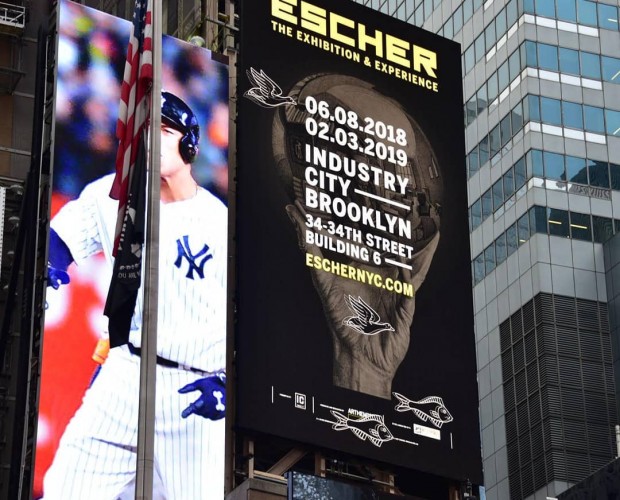 ESCHER
THE EXHIBITION & EXPERIENCE
06.08.2018
02.03.2019
INDUSTRY
CITY
BROOKLYN
34-34TH STREET
BUILDING 6
ESCHERNYC.COM
NY
IC